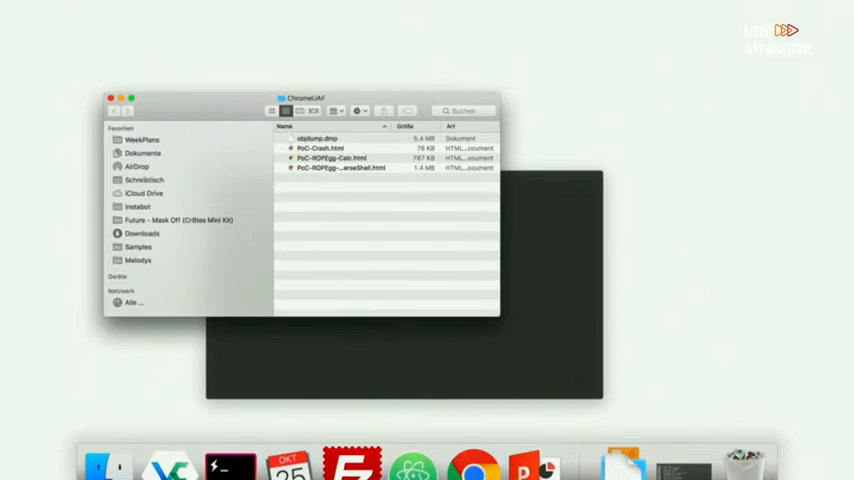 imi
siraume
ChromeUAF
Suchen
Favoriten
WeekPlans
Dokumente
AirDrop
Schreibtisch
iCloud Drive
Instabot
Future - Mask Off (Cr8tes Mini Kit)
Downloads
Samples
Melodys
Geräte
Netzwerk
Alle ...
Name Größe Art
objdump.dmp 5.4 MB Dokument
PoC-Crash.html 76 KB HTML...ocument
PoC-ROPEgg-Calc.html 767 KB HTML...ocument
PoC-ROPEgg-...erseShell.html 1.4 MB HTML...ocument
OKT
25